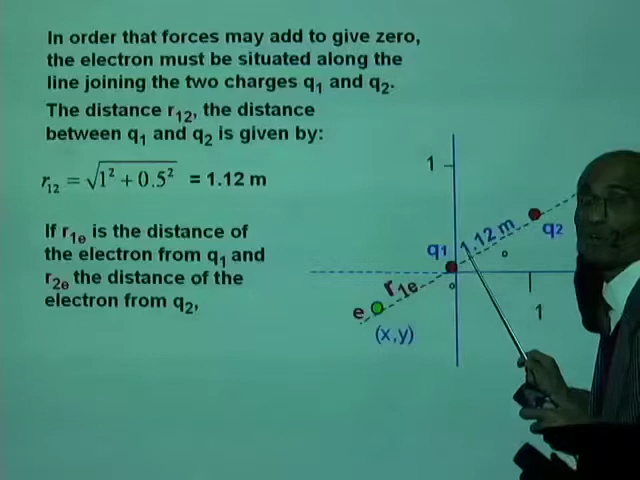 In order that forces may add to give zero,
the electron must be situated along the
line joining the two charges q₁ and q₂.
The distance r₁₂, the distance
between q₁ and q₂ is given by:
r₁₂ = √(1² + 0.5²) = 1.12 m
If r₁ₑ is the distance of
the electron from q₁ and
r₂ₑ the distance of the
electron from q₂,
1
q₂
1.12 m
q1
r₁ₑ
e
1
(x,y)